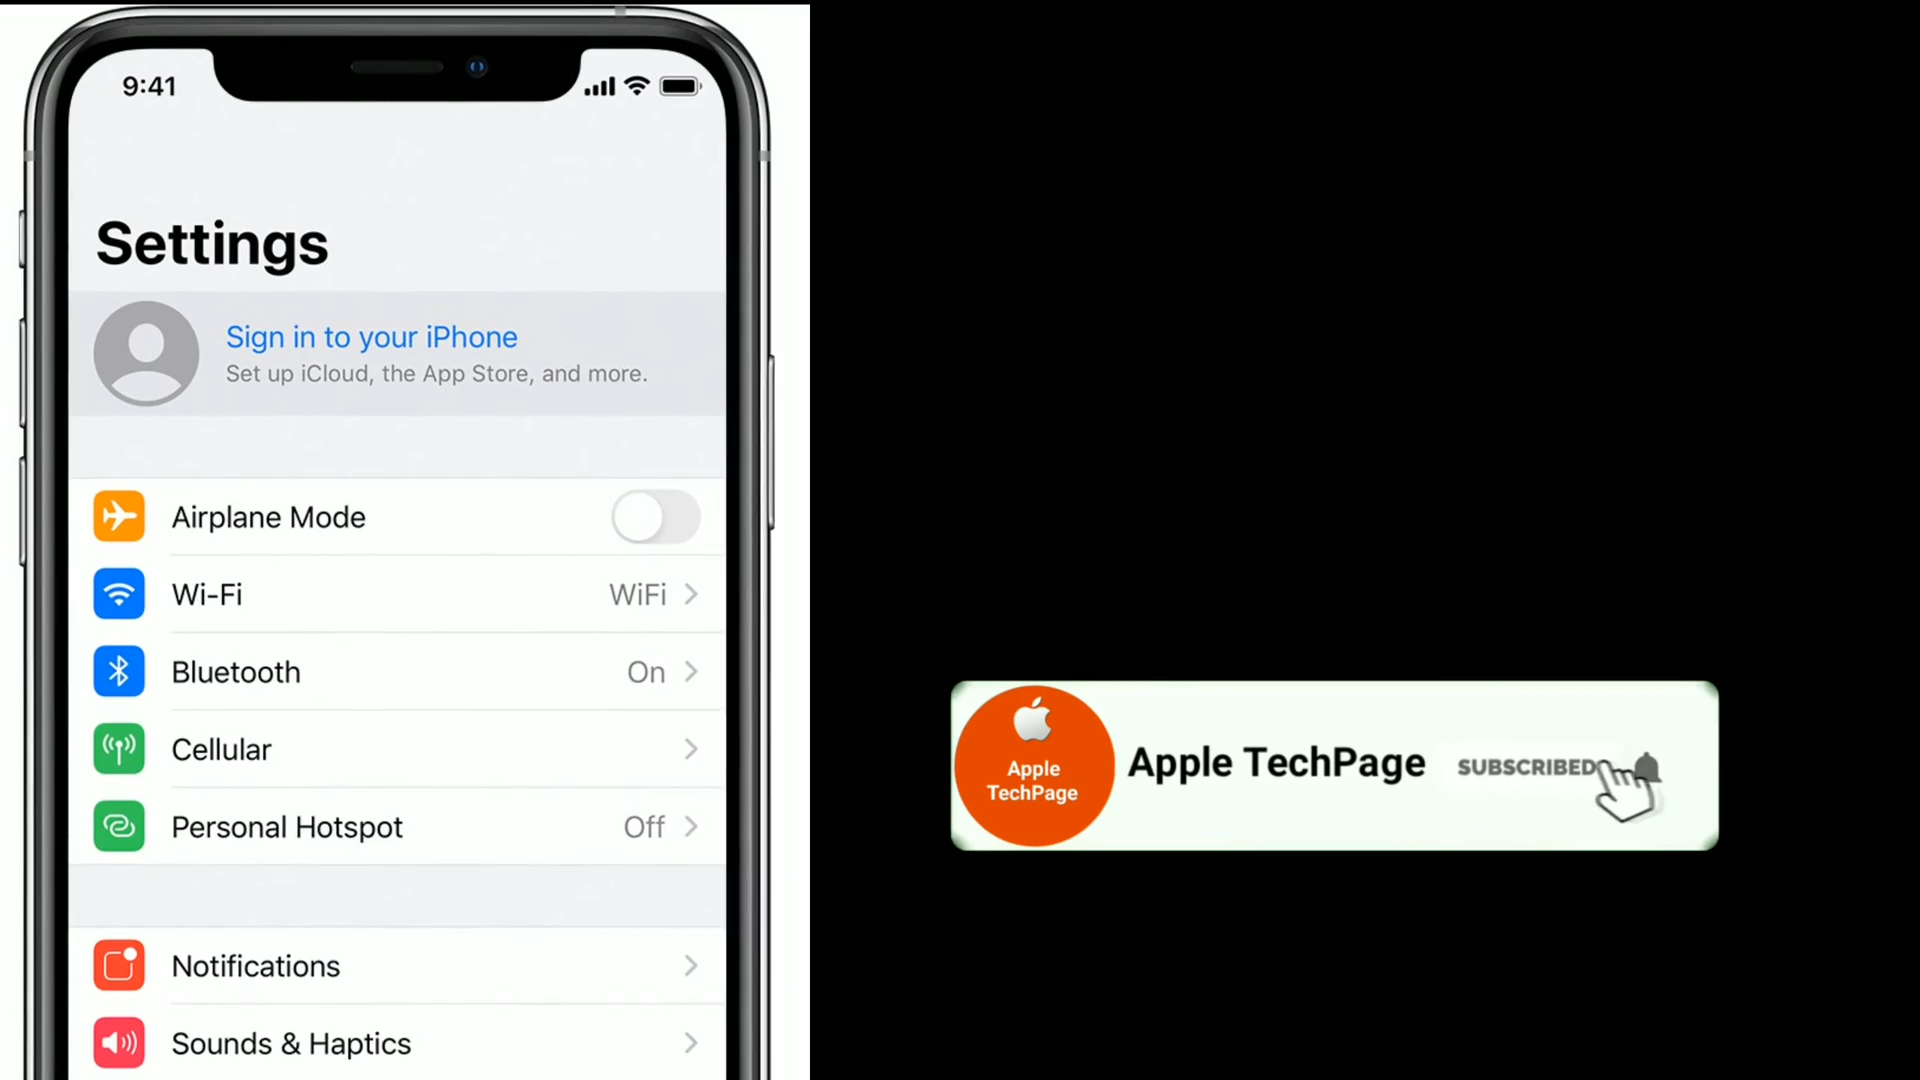 9:41
Settings
Sign in to your iPhone
Set up iCloud, the App Store, and more.
Airplane Mode
Wi-Fi WiFi
Bluetooth On
Cellular
Personal Hotspot Off
Notifications
Sounds & Haptics
Apple
TechPage
Apple TechPage
SUBSCRIBED